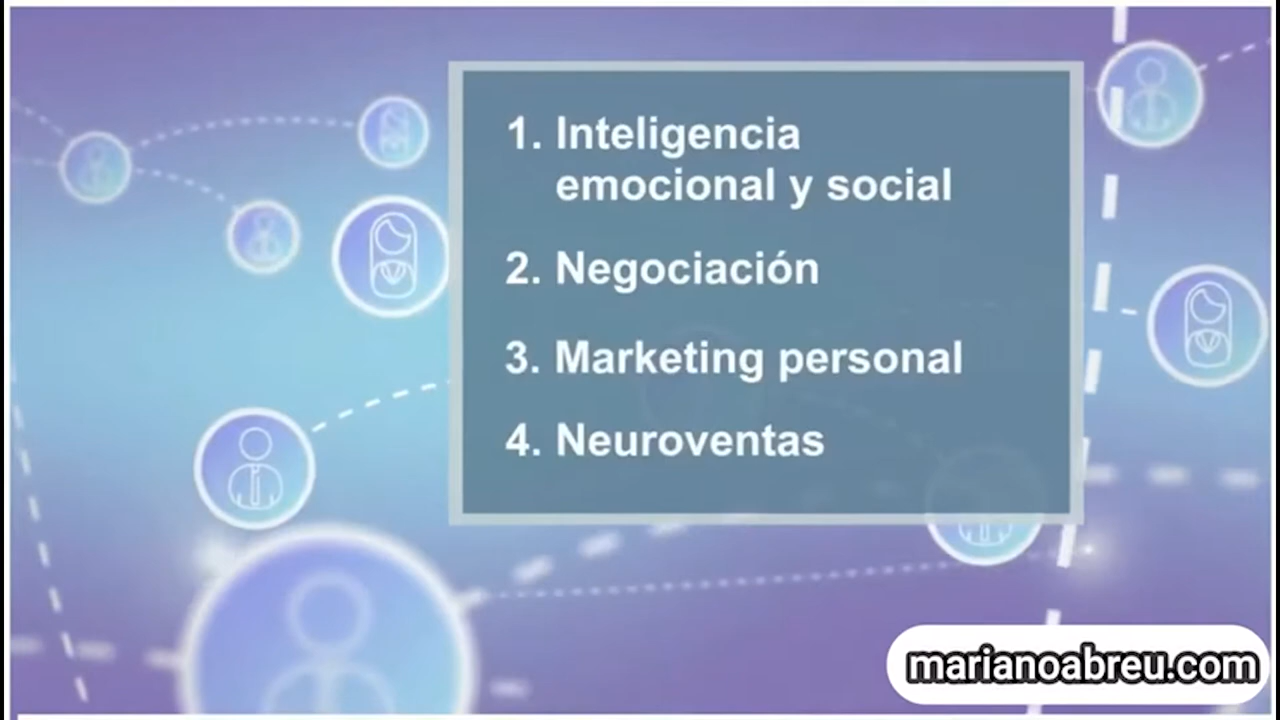 1. Inteligencia
emocional y social
2. Negociación
3. Marketing personal
4. Neuroventas
marianoabreu.com